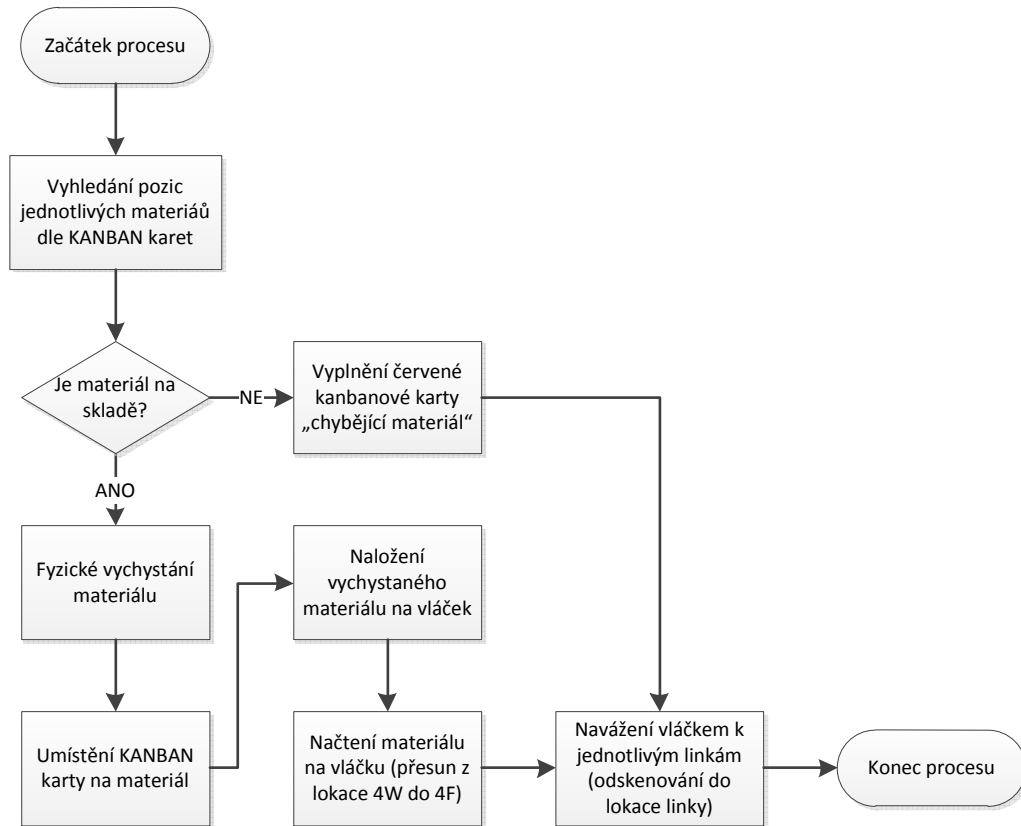 Začátek procesu
Vyhledání pozic
jednotlivých materiáů
dle KANBAN karet
Je materiál na
skladě?
NE
Vyplnění červené
kanbanové karty
„chybějící materiál“
ANO
Fyzické vychystání
materiálu
Naložení
vychystaného
materiálu na vláček
Umístění KANBAN
karty na materiál
Načtení materiálu
na vláčku (přesun z
lokace 4W do 4F)
Navážení vláčkem k
jednotlivým linkám
(odskenování do
lokace linky)
Konec procesu